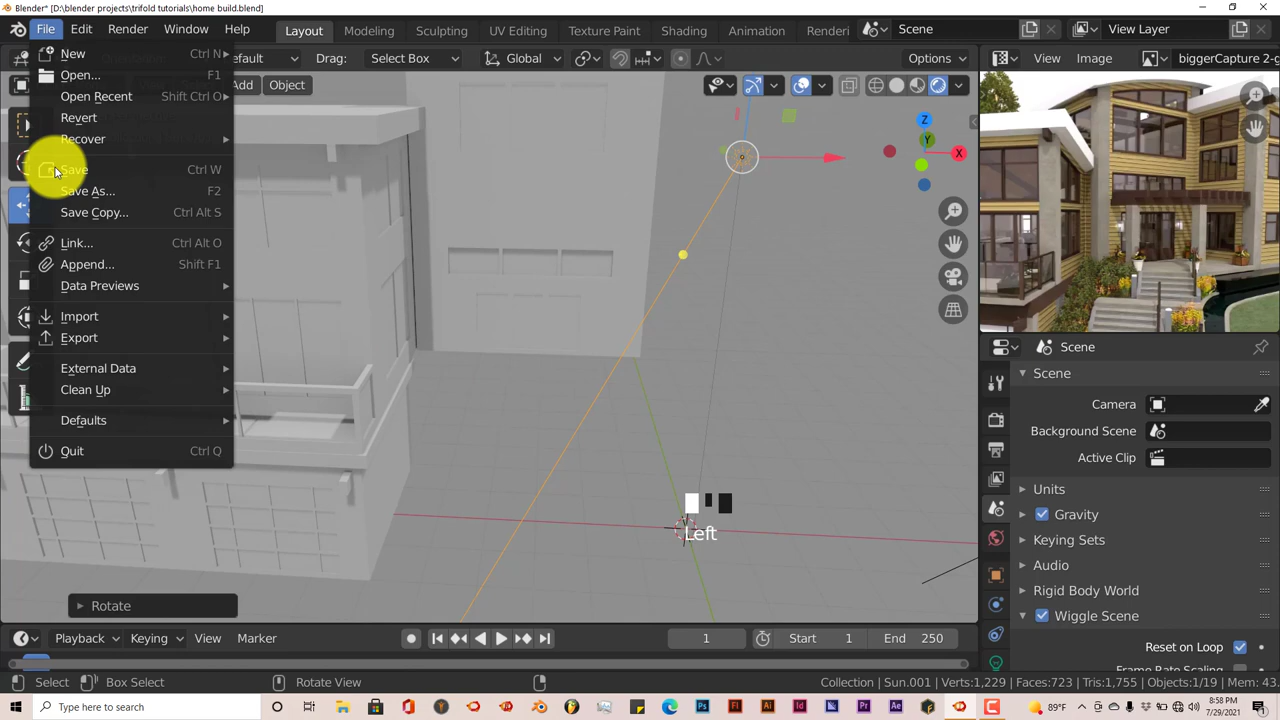 Blender* [D:\blender projects\trifold tutorials\home build.blend]
File Edit Render Window Help Layout Modeling Sculpting UV Editing Texture Paint Shading Animation Renderi Scene View Layer
efault Drag: Select Box Global Options View Image biggerCapture 2-g
Add Object
New Ctrl N
Open... F1
Open Recent Shift Ctrl O
Revert
Recover
Save Ctrl W
Save As... F2
Save Copy... Ctrl Alt S
Link... Ctrl Alt O
Append... Shift F1
Data Previews
Import
Export
External Data
Clean Up
Defaults
Quit Ctrl Q
Z
Y
X
Left
Rotate
Scene
Scene
Camera
Background Scene
Active Clip
Units
Gravity
Keying Sets
Audio
Rigid Body World
Wiggle Scene
Reset on Loop
Frame Rate Scaling
Playback Keying View Marker 1 Start 1 End 250
Select Box Select Rotate View Collection | Sun.001 | Verts:1,229 | Faces:723 | Tris:1,755 | Objects:1/19 | Mem: 43.
Type here to search 89°F 8:58 PM
7/29/2021